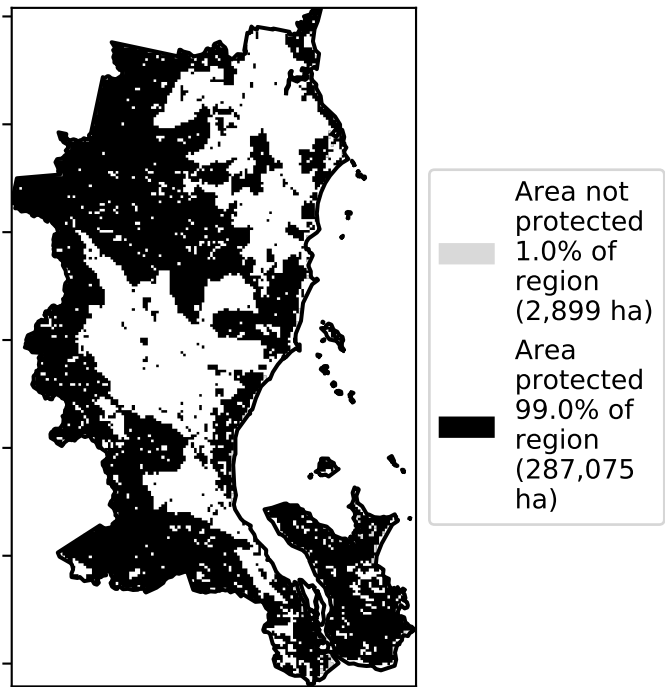 Area not
protected
1.0% of
region
(2,899 ha)
Area
protected
99.0% of
region
(287,075
ha)